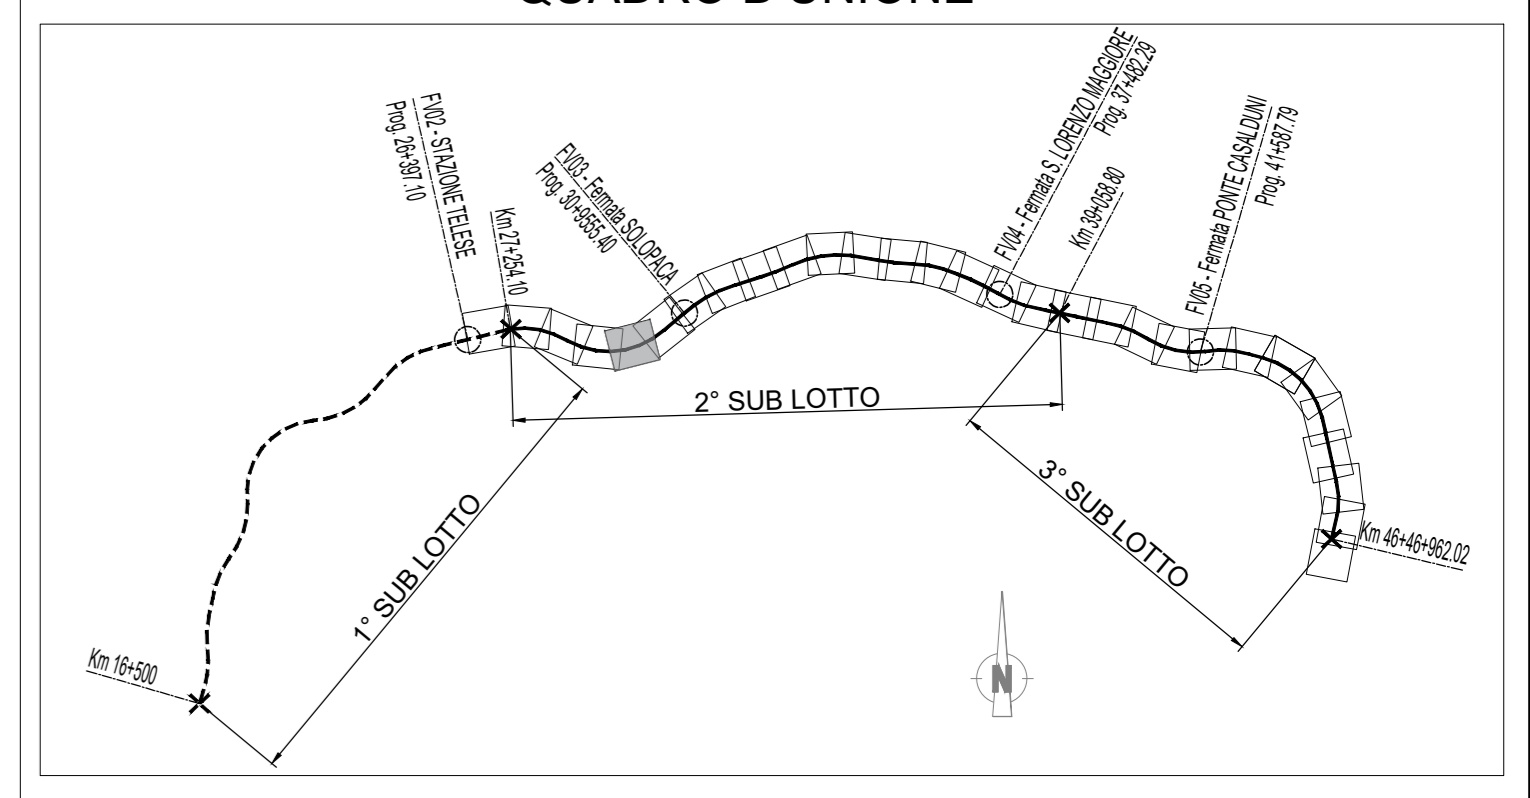 QUADRO D'UNIONE
FV02 - STAZIONE TELESE
Prog. 26+397.10
Km 27+254.10
FV03 - Fermata SOLOPACA
Prog. 30+9555.40
FV04 - Fermata S. LORENZO MAGGIORE
Prog. 37+482.29
Km 39+058.80
FV05 - Fermata PONTE CASALDUNI
Prog. 41+587.79
2° SUB LOTTO
1° SUB LOTTO
3° SUB LOTTO
Km 46+46+962.02
Km 16+500
N